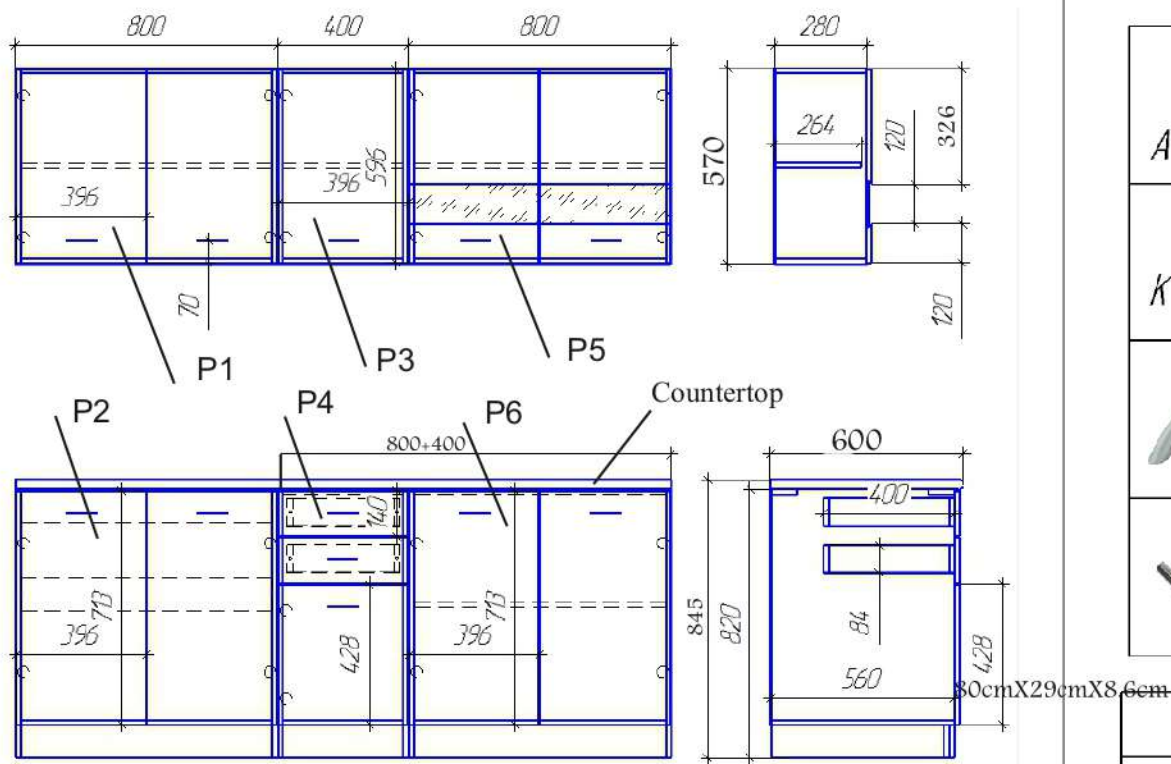 800 400 800 280
264 120 326
570
A
396 396 596
K
70 120
P1 P3 P5
P2 P4 P6 Countertop
800+400 600
140 400
713 713
845 820 84
396 428 396 560 428
80cmX29cmX8,6cm